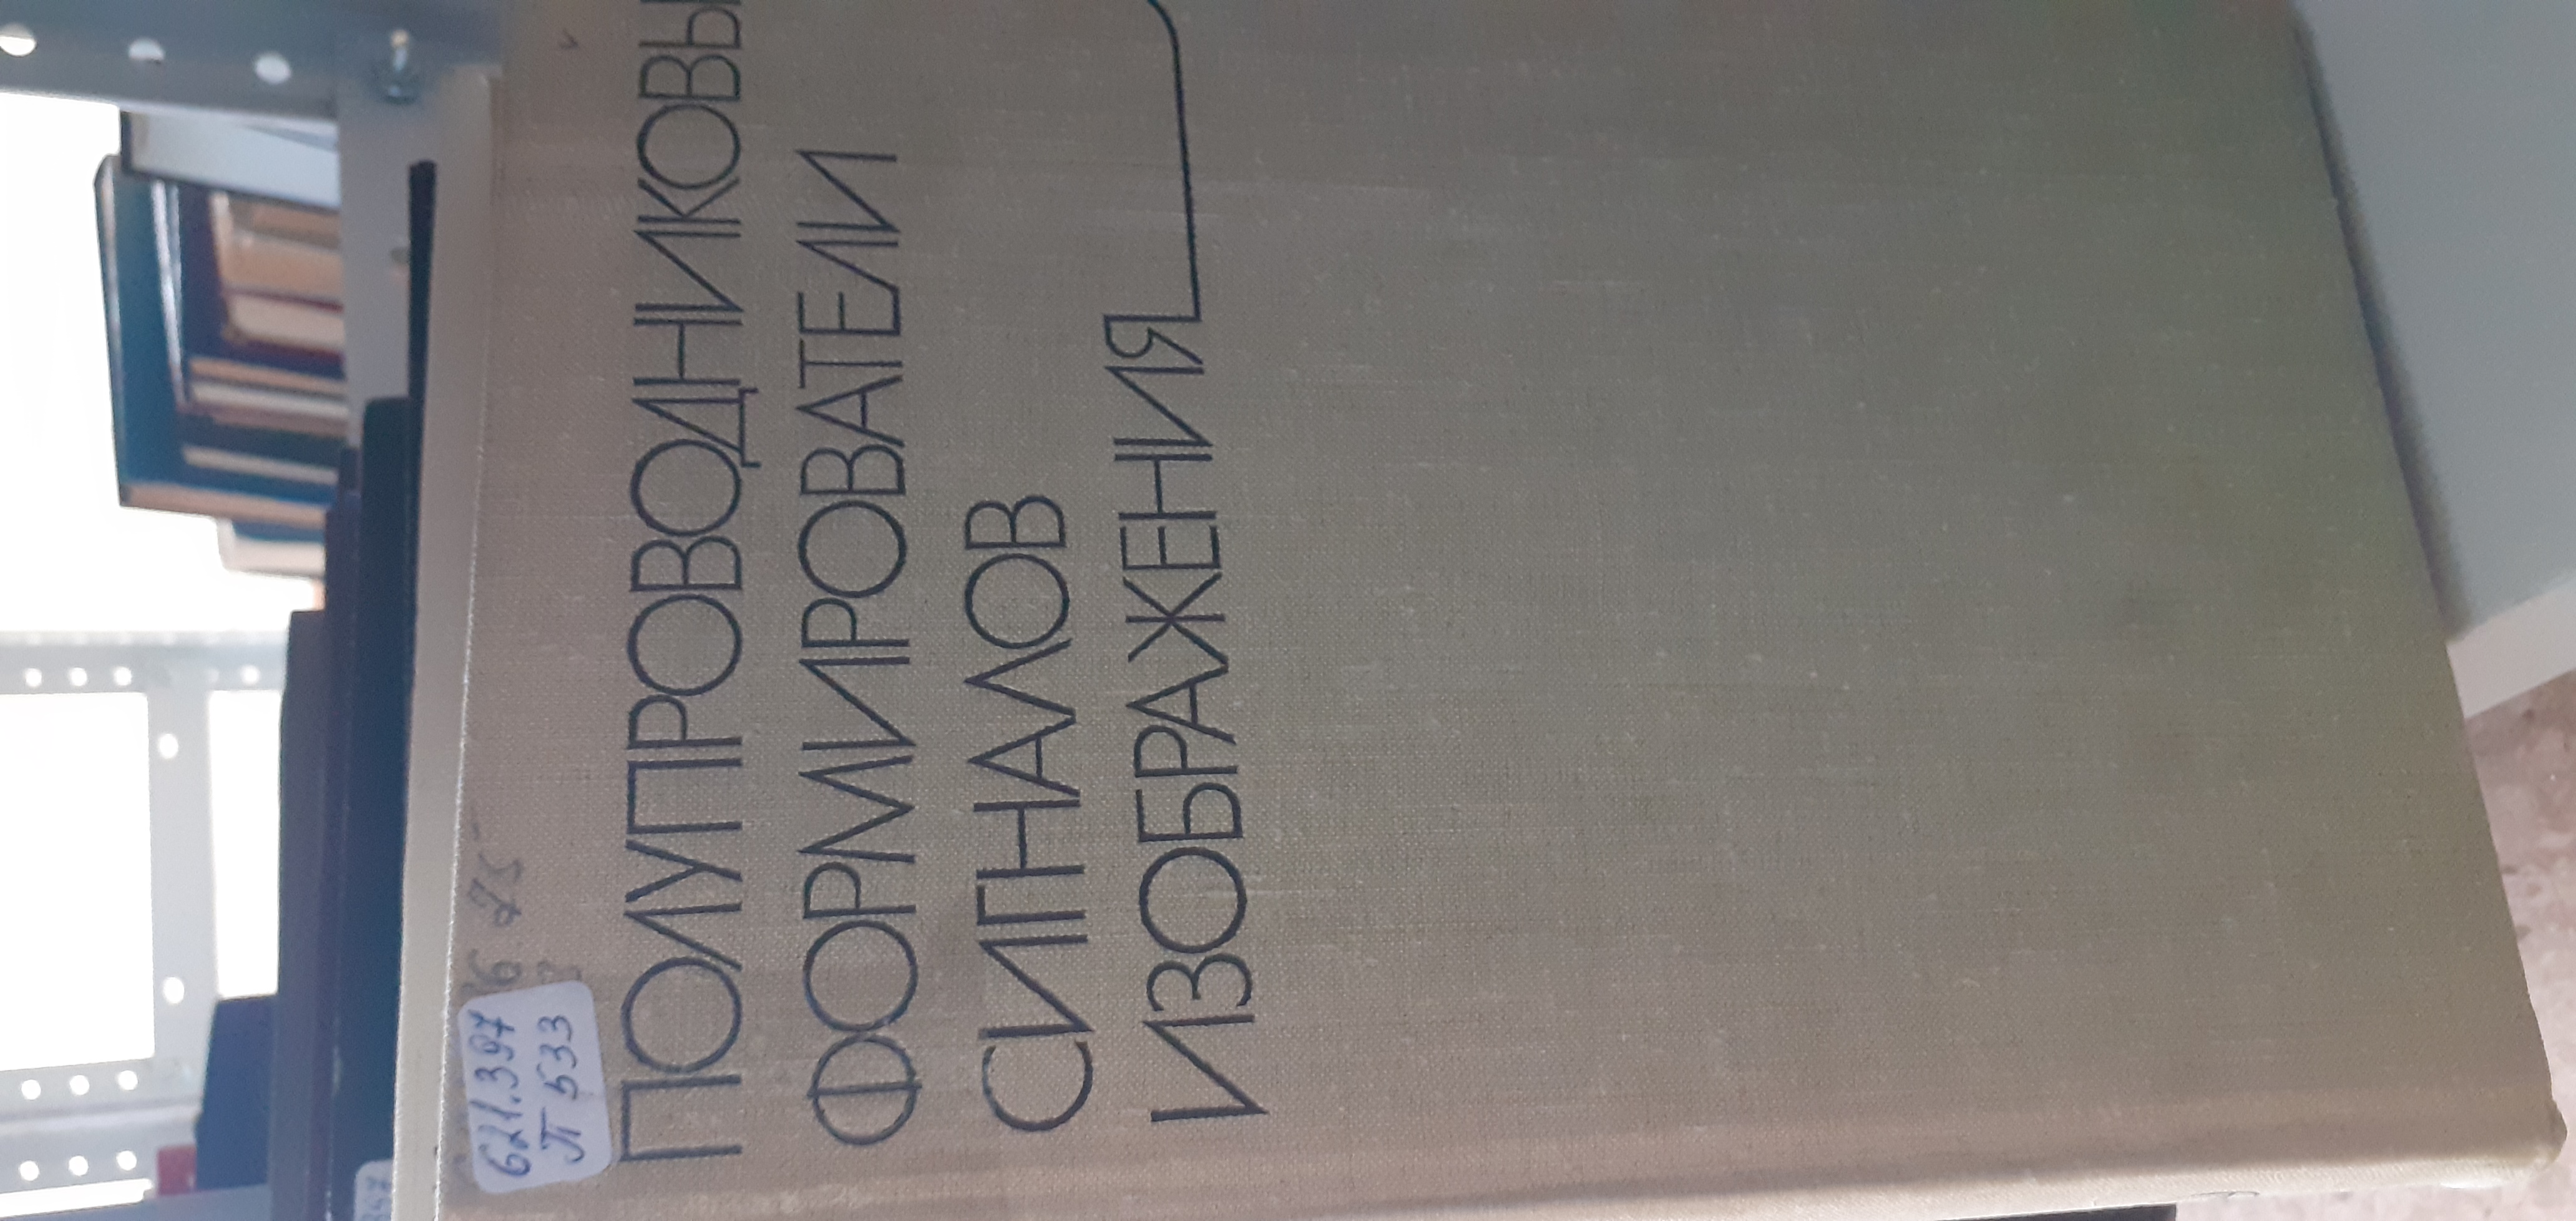 621.397
П 533
ПОЛУПРОВОДНИКОВЫ
ФОРМИРОВАТЕЛИ
СИГНАЛОВ
ИЗОБРАЖЕНИЯ